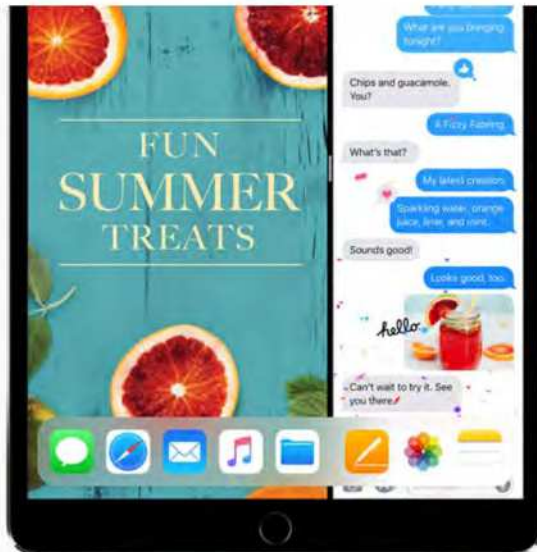 FUN
SUMMER
TREATS
What are you bringing
tonight?
Chips and guacamole.
You?
A Fizzy Fabring
What's that?
My latest creation.
Sparkling water, orange
juice, lime, and mint.
Sounds good!
Looks good, too.
hello
Can't wait to try it. See
you there